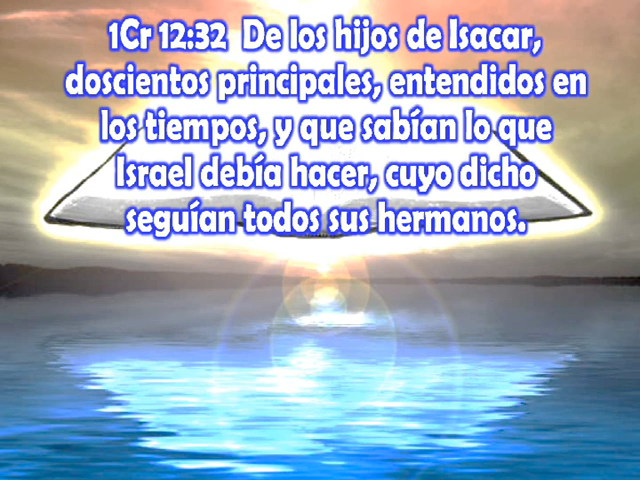 1Cr 12:32  De los hijos de Isacar,
doscientos principales, entendidos en
los tiempos, y que sabían lo que
Israel debía hacer, cuyo dicho
seguían todos sus hermanos.